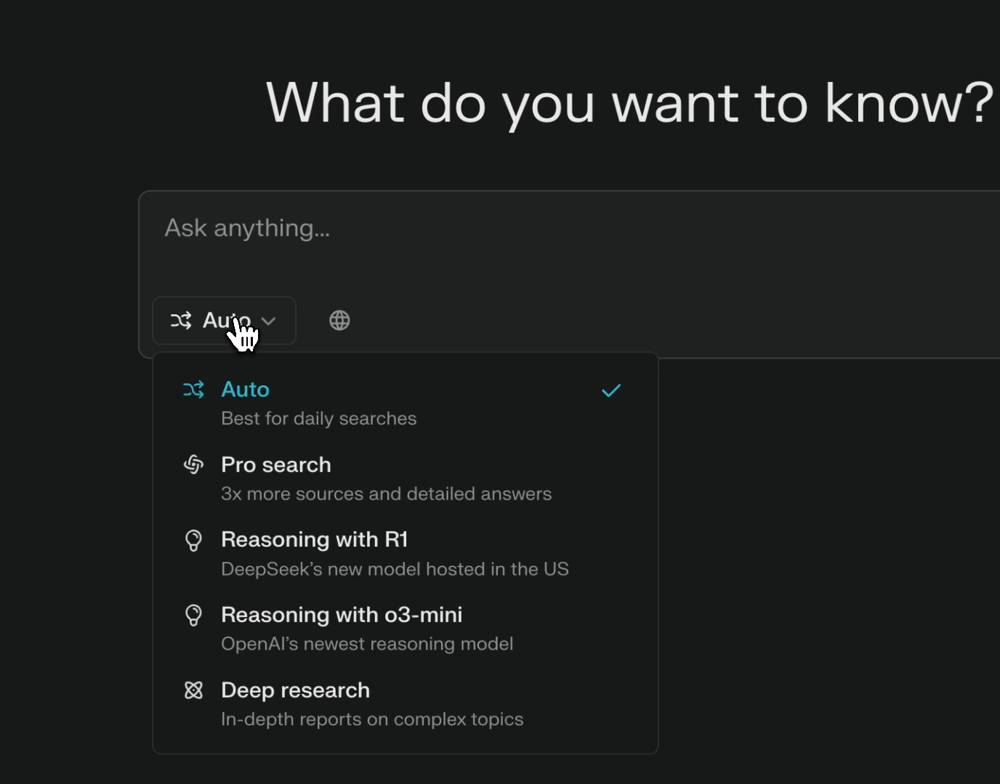 What do you want to know?
Ask anything...
Auto
Auto
Best for daily searches
Pro search
3x more sources and detailed answers
Reasoning with R1
DeepSeek’s new model hosted in the US
Reasoning with o3-mini
OpenAI’s newest reasoning model
Deep research
In-depth reports on complex topics